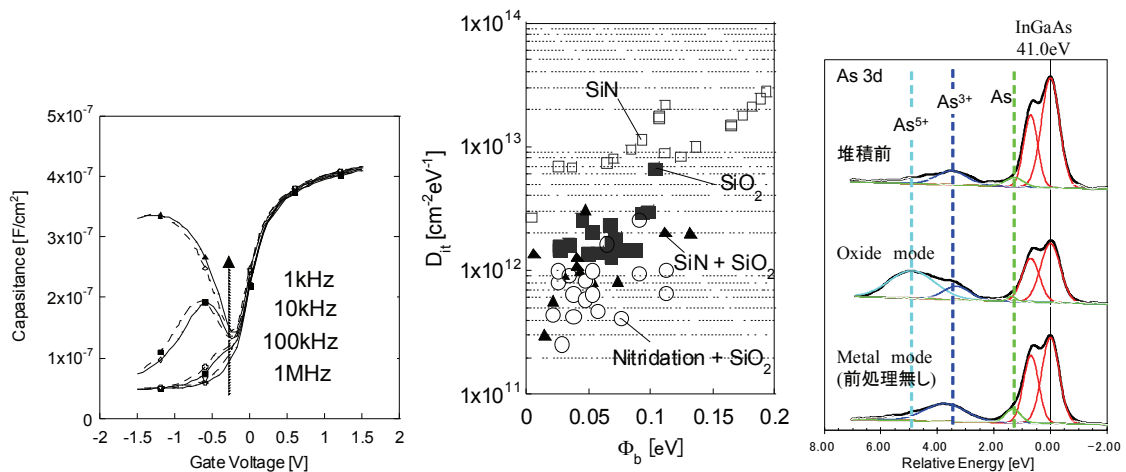 5x10-7
4x10-7
3x10-7
2x10-7
1x10-7
0
Capasitance [F/cm2]
1kHz
10kHz
100kHz
1MHz
-2 -1.5 -1 -0.5 0 0.5 1 1.5 2
Gate Voltage [V]
1x10^14
1x10^13
1x10^12
1x10^11
Dit [cm-2eV-1]
SiN
SiO2
SiN + SiO2
Nitridation + SiO2
0 0.05 0.1 0.15 0.2
Φb [eV]
InGaAs
41.0eV
As 3d
As5+
As3+
As
堆積前
Oxide mode
Metal mode
(前処理無し)
8.00 6.00 4.00 2.00 0.00 -2.00
Relative Energy [eV]